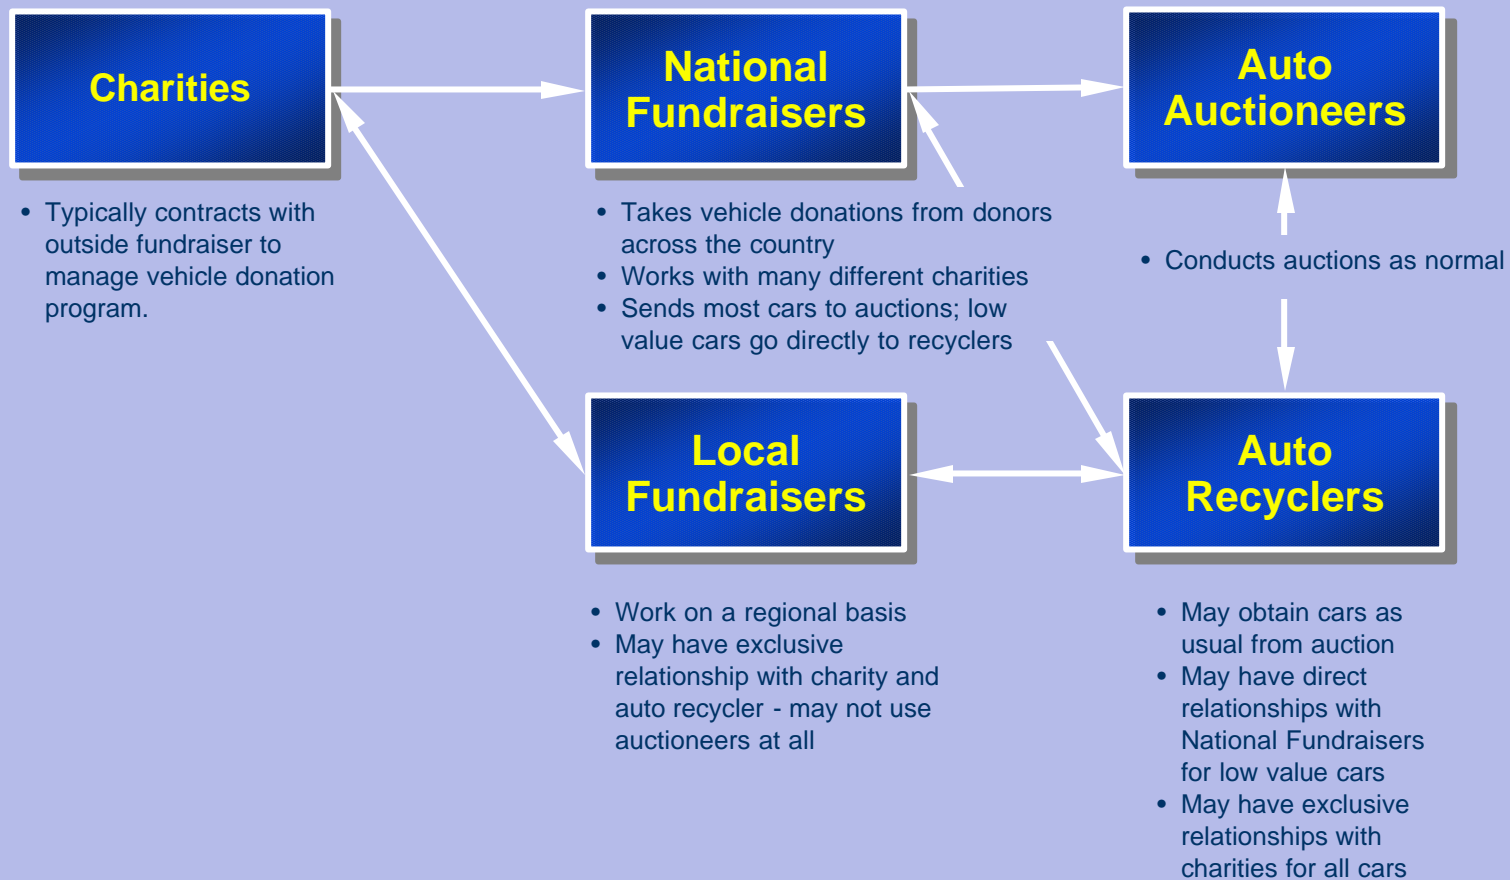 Charities
National
Fundraisers
Auto
Auctioneers
• Typically contracts with
outside fundraiser to
manage vehicle donation
program.
• Takes vehicle donations from donors
across the country
• Works with many different charities
• Sends most cars to auctions; low
value cars go directly to recyclers
• Conducts auctions as normal
Local
Fundraisers
Auto
Recyclers
• Work on a regional basis
• May have exclusive
relationship with charity and
auto recycler - may not use
auctioneers at all
• May obtain cars as
usual from auction
• May have direct
relationships with
National Fundraisers
for low value cars
• May have exclusive
relationships with
charities for all cars